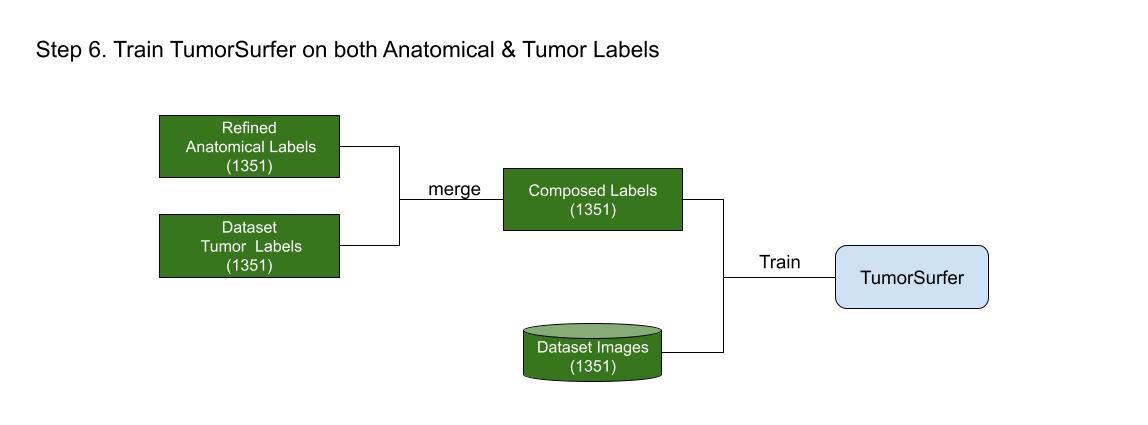 Step 6. Train TumorSurfer on both Anatomical & Tumor Labels
Refined
Anatomical Labels
(1351)
merge
Composed Labels
(1351)
Dataset
Tumor Labels
(1351)
Train
TumorSurfer
Dataset Images
(1351)